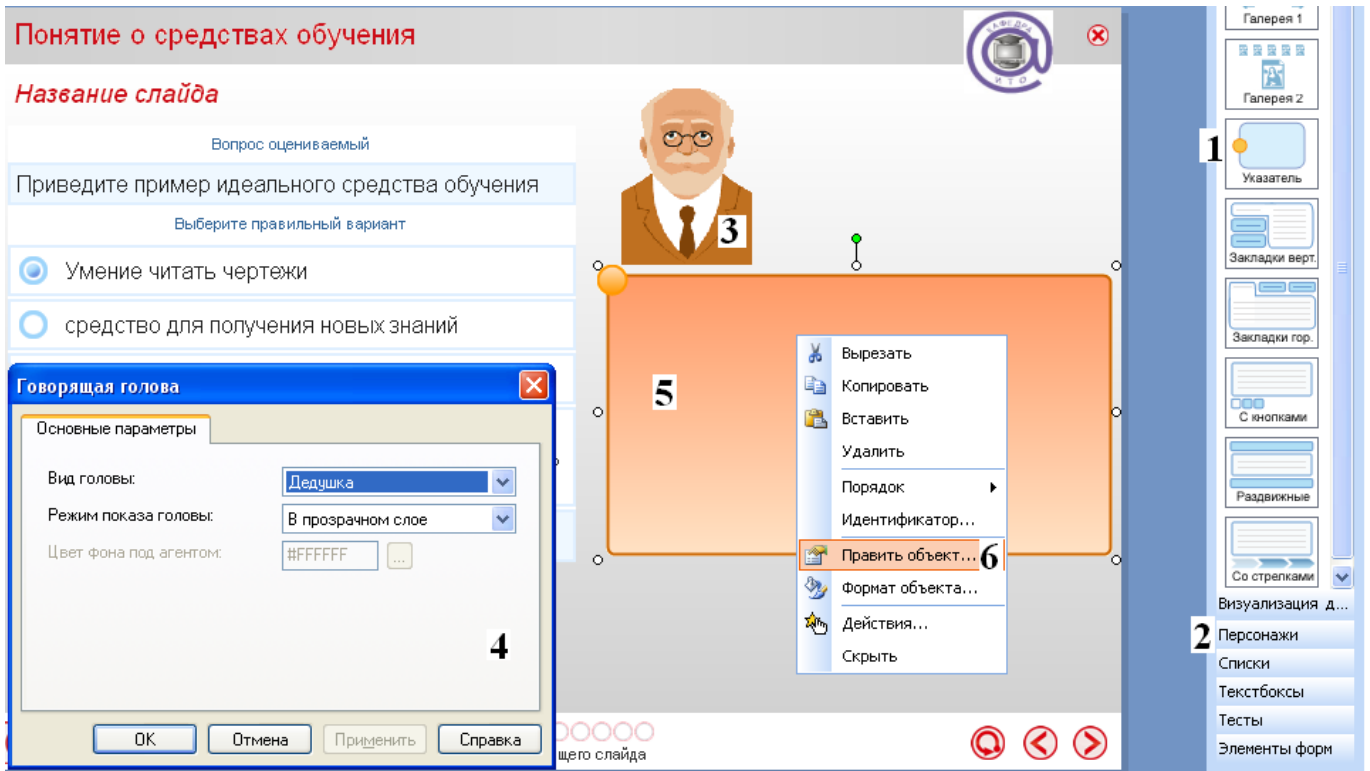 Понятие о средствах обучения
КАФЕДРА
ИТО
Название слайда
Вопрос оцениваемый
Приведите пример идеального средства обучения
Выберите правильный вариант
Умение читать чертежи
средство для получения новых знаний
3
5
Говорящая голова
Основные параметры
Вид головы:
Дедушка
Режим показа головы:
В прозрачном слое
Цвет фона под агентом:
#FFFFFF
...
4
ОК
Отмена
Применить
Справка
щего слайда
Вырезать
Копировать
Вставить
Удалить
Порядок
Идентификатор...
Править объект...
6
Формат объекта...
Действия...
Скрыть
Галерея 1
Галерея 2
1
Указатель
Закладки верт.
Закладки гор.
С кнопками
Раздвижные
Со стрелками
Визуализация д...
2
Персонажи
Списки
Текстбоксы
Тесты
Элементы форм